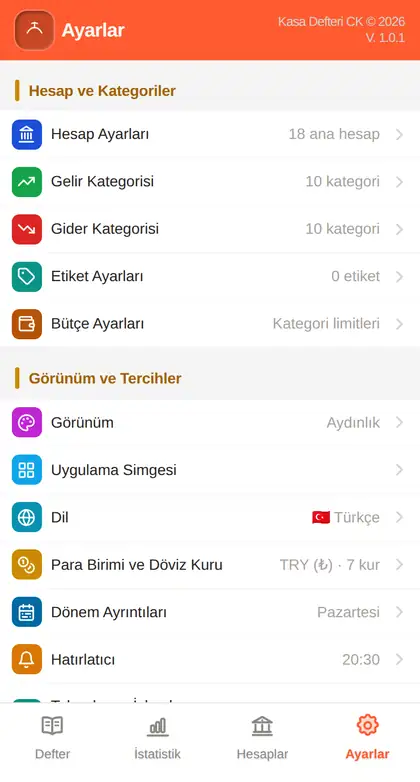 Ayarlar
Kasa Defteri CK © 2026
V. 1.0.1
Hesap ve Kategoriler
Hesap Ayarları 18 ana hesap
Gelir Kategorisi 10 kategori
Gider Kategorisi 10 kategori
Etiket Ayarları 0 etiket
Bütçe Ayarları Kategori limitleri
Görünüm ve Tercihler
Görünüm Aydınlık
Uygulama Simgesi
Dil 🇹🇷 Türkçe
Para Birimi ve Döviz Kuru TRY (₺) · 7 kur
Dönem Ayrıntıları Pazartesi
Hatırlatıcı 20:30
Defter İstatistik Hesaplar Ayarlar